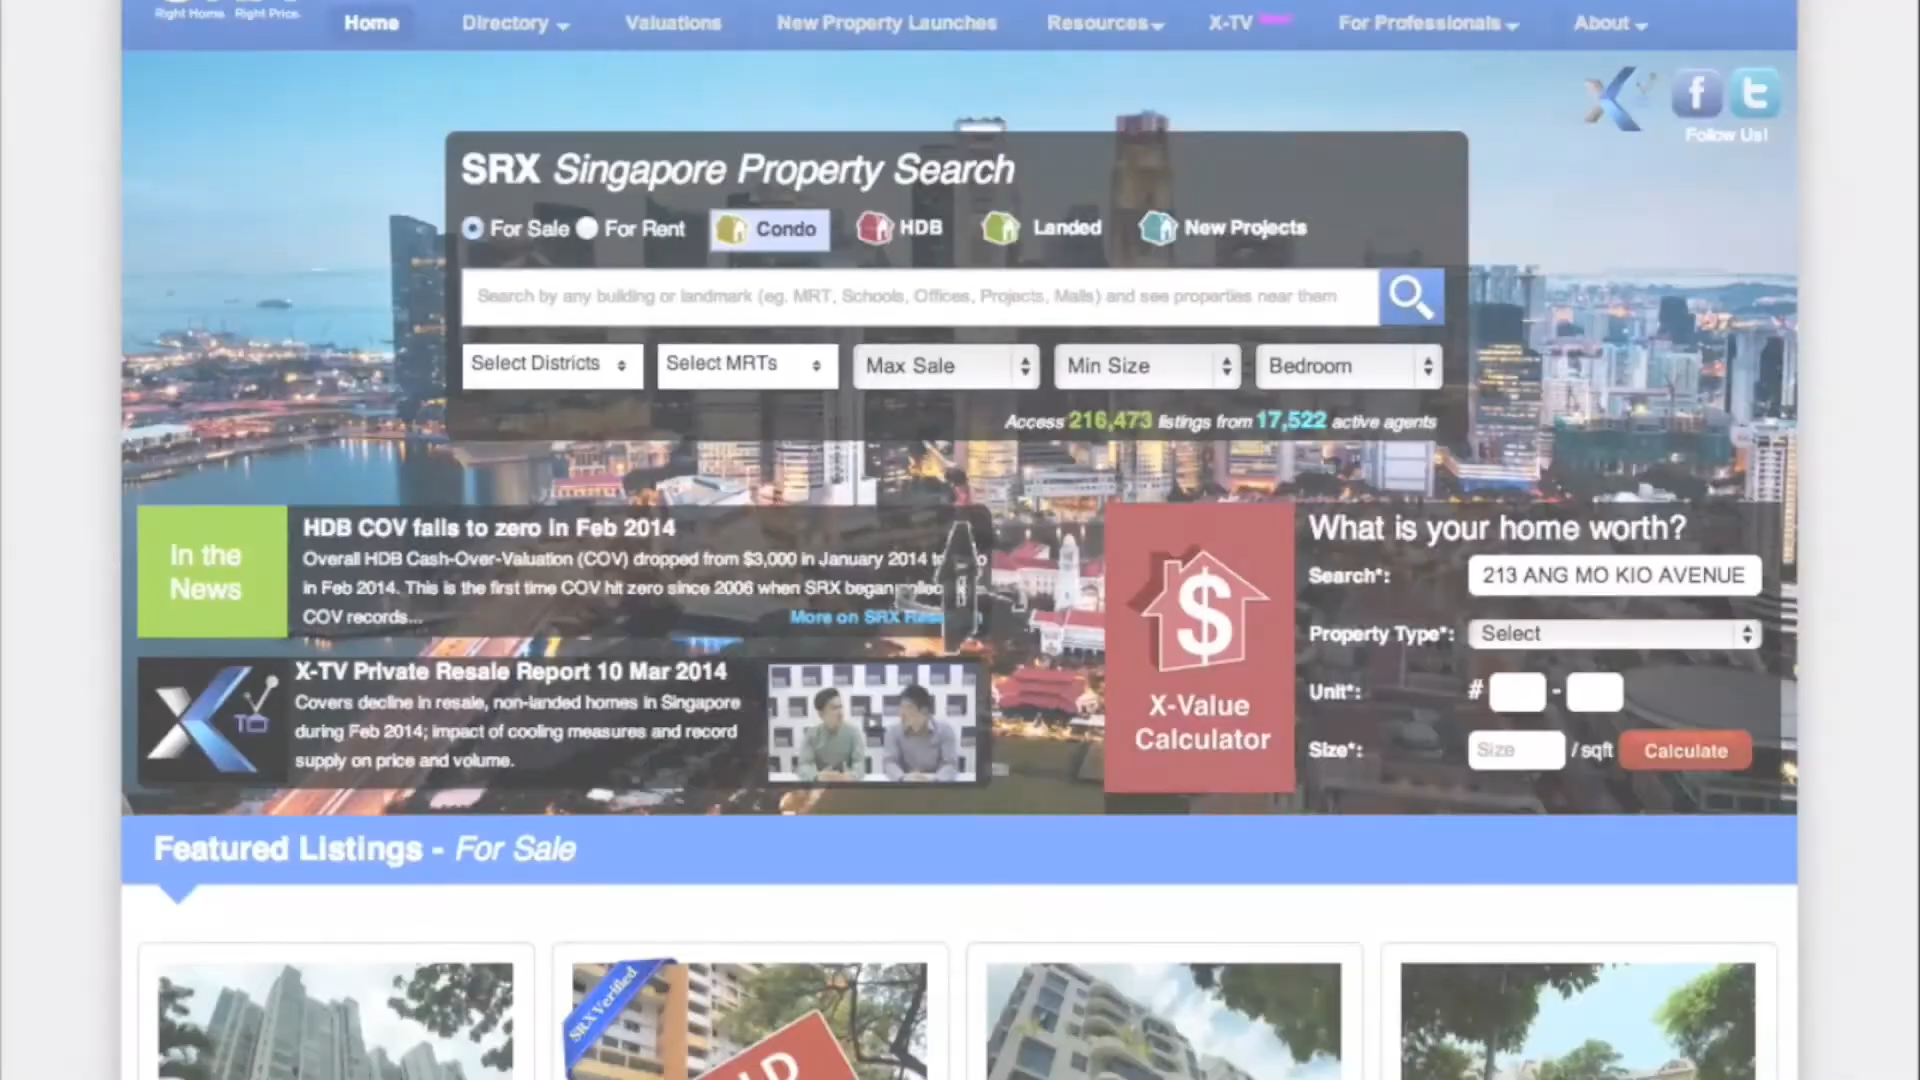 Right Home. Right Price.
Home
Directory
Valuations
New Property Launches
Resources
X-TV
For Professionals
About
Follow Us!
SRX Singapore Property Search
For Sale
For Rent
Condo
HDB
Landed
New Projects
Search by any building or landmark (eg. MRT, Schools, Offices, Projects, Malls) and see properties near them
Select Districts
Select MRTs
Max Sale
Min Size
Bedroom
Access 216,473 listings from 17,522 active agents
In the
News
HDB COV falls to zero in Feb 2014
Overall HDB Cash-Over-Valuation (COV) dropped from $3,000 in January 2014
in Feb 2014. This is the first time COV hit zero since 2006 when SRX began
COV records...
More on SRX
X-TV Private Resale Report 10 Mar 2014
Covers decline in resale, non-landed homes in Singapore
during Feb 2014; impact of cooling measures and record
supply on price and volume.
$
X-Value
Calculator
What is your home worth?
Search*:
213 ANG MO KIO AVENUE
Property Type*:
Select
Unit*:
# -
Size*:
Size
/ sqft
Calculate
Featured Listings - For Sale
SRX Verified